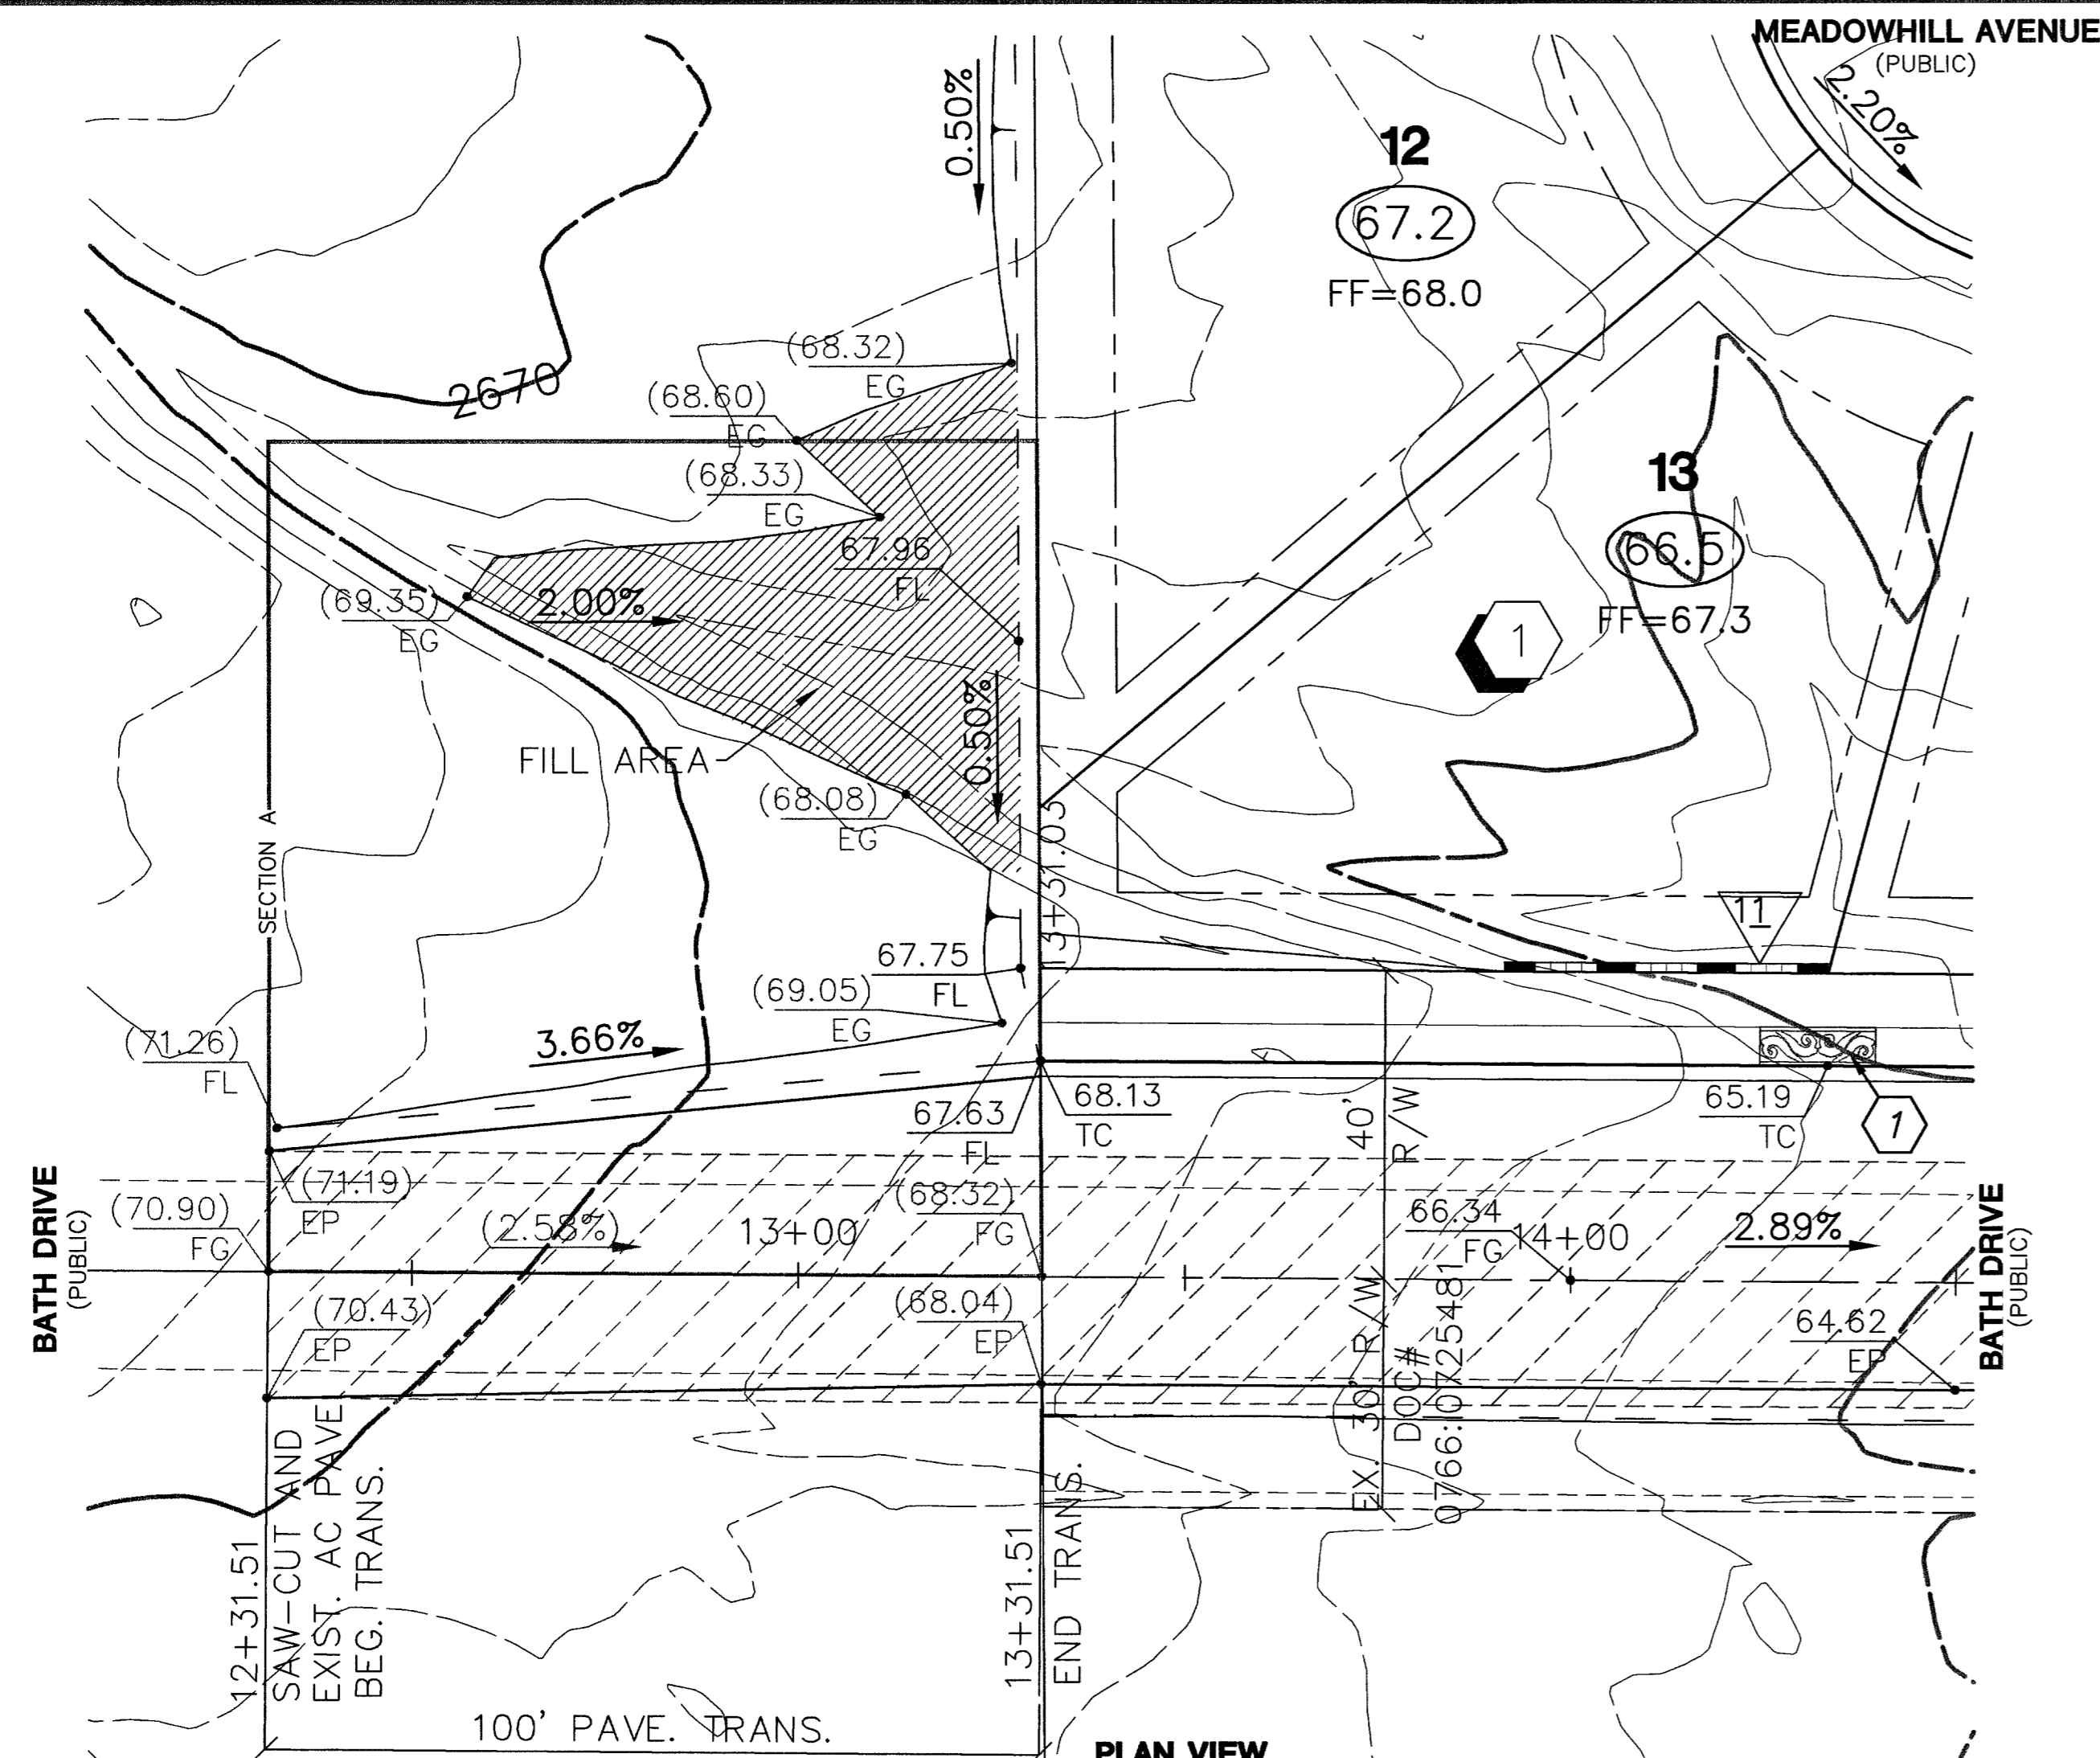 MEADOWHILL AVENUE
(PUBLIC)
2.20%
0.50%
12
67.2
FF=68.0
(68.32)
EG
2670
(68.60)
EG
(68.33)
EG
13
66.5
FF=67.3
67.96
FL
(69.35)
EG
2.00%
1
0.50%
FILL AREA
(68.08)
EG
SECTION A
13+31.03
11
67.75
FL
(69.05)
EG
(71.26)
FL
3.66%
67.63
FL
68.13
TC
65.19
TC
1
40'
R/W
BATH DRIVE
(PUBLIC)
(71.19)
EP
(70.90)
FG
(2.58%)
13+00
(68.32)
FG
66.34
FG
14+00
2.89%
BATH DRIVE
(PUBLIC)
(70.43)
EP
(68.04)
EP
64.62
EP
EX. 30' R/W
DOC#
0766:0725481
12+31.51
SAW-CUT AND
EXIST. AC PAVE
BEG. TRANS.
13+31.51
END TRANS.
100' PAVE. TRANS.
PLAN VIEW